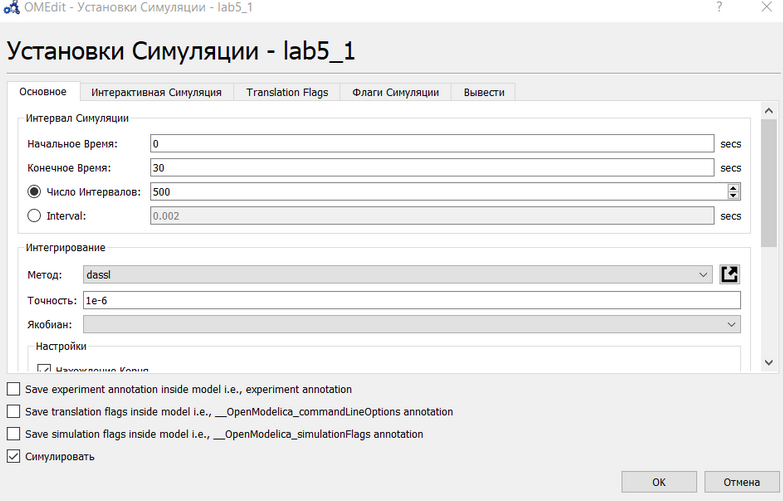 OMEdit - Установки Симуляции - lab5_1
?
Установки Симуляции - lab5_1
Основное Интерактивная Симуляция Translation Flags Флаги Симуляции Вывести
Интервал Симуляции
Начальное Время: 0 secs
Конечное Время: 30 secs
Число Интервалов: 500
Interval: 0.002 secs
Интегрирование
Метод: dassl
Точность: 1e-6
Якобиан:
Настройки
Нахождение Корня
Save experiment annotation inside model i.e., experiment annotation
Save translation flags inside model i.e., __OpenModelica_commandLineOptions annotation
Save simulation flags inside model i.e., __OpenModelica_simulationFlags annotation
Симулировать
OK Отмена